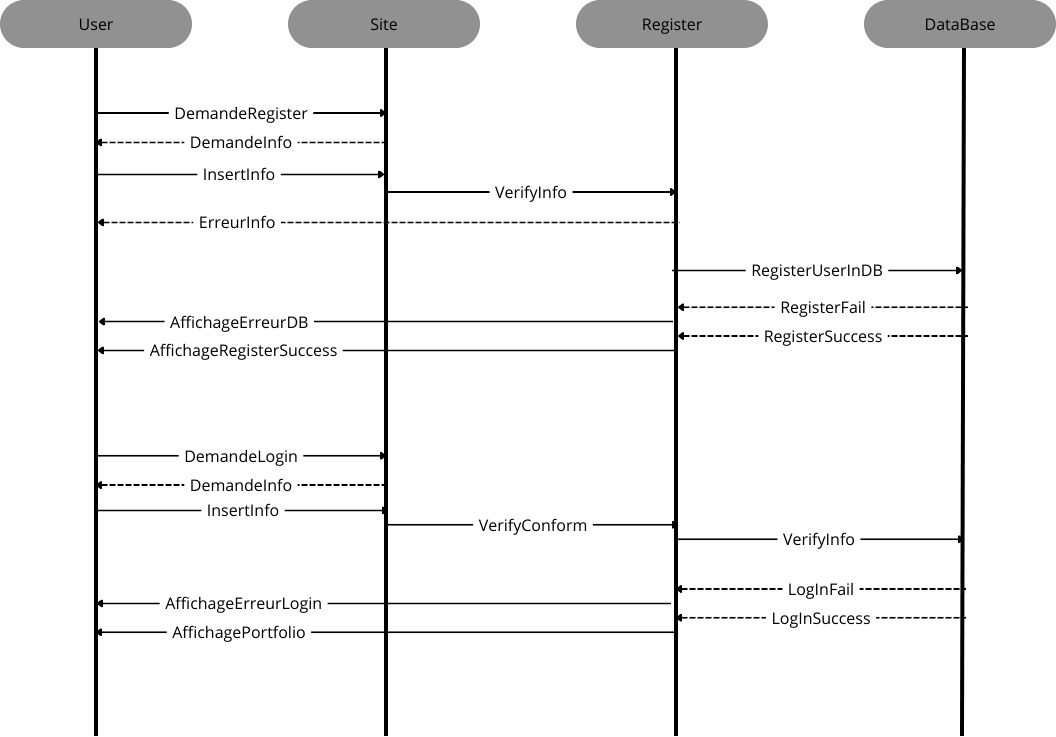 User
Site
Register
DataBase
DemandeRegister
DemandeInfo
InsertInfo
VerifyInfo
ErreurInfo
RegisterUserInDB
RegisterFail
AffichageErreurDB
RegisterSuccess
AffichageRegisterSuccess
DemandeLogin
DemandeInfo
InsertInfo
VerifyConform
VerifyInfo
LogInFail
AffichageErreurLogin
LogInSuccess
AffichagePortfolio